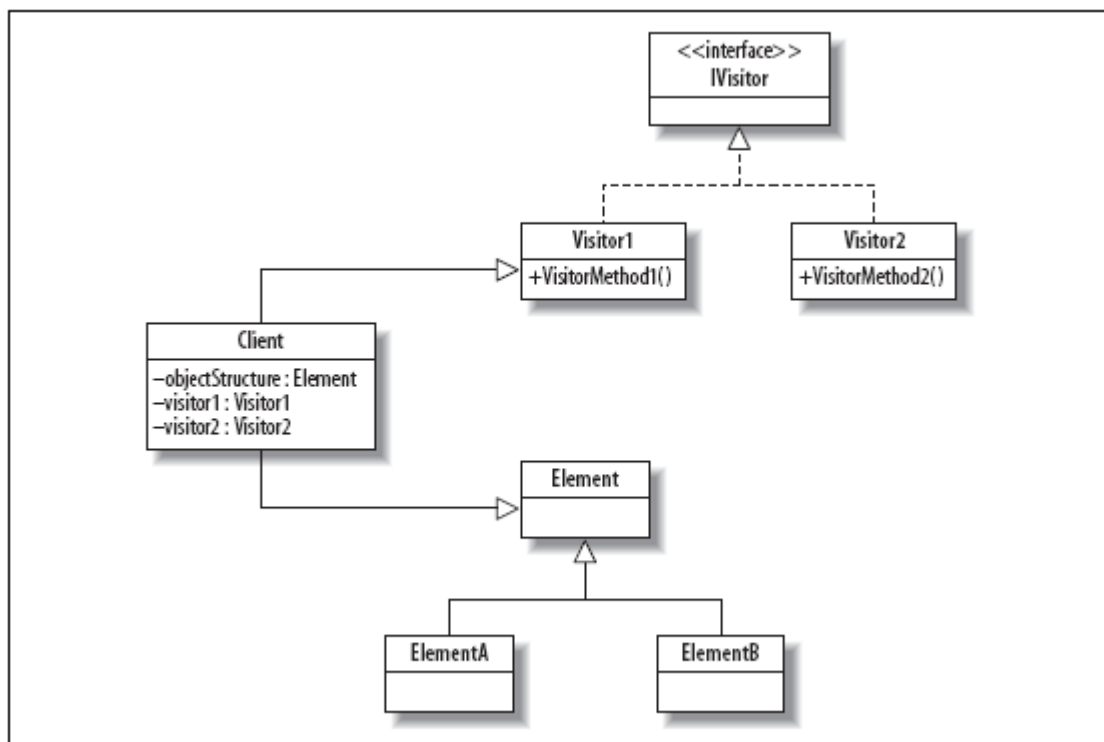 <<interface>>
IVisitor
Visitor1
+VisitorMethod1()
Visitor2
+VisitorMethod2()
Client
–objectStructure : Element
–visitor1 : Visitor1
–visitor2 : Visitor2
Element
ElementA
ElementB